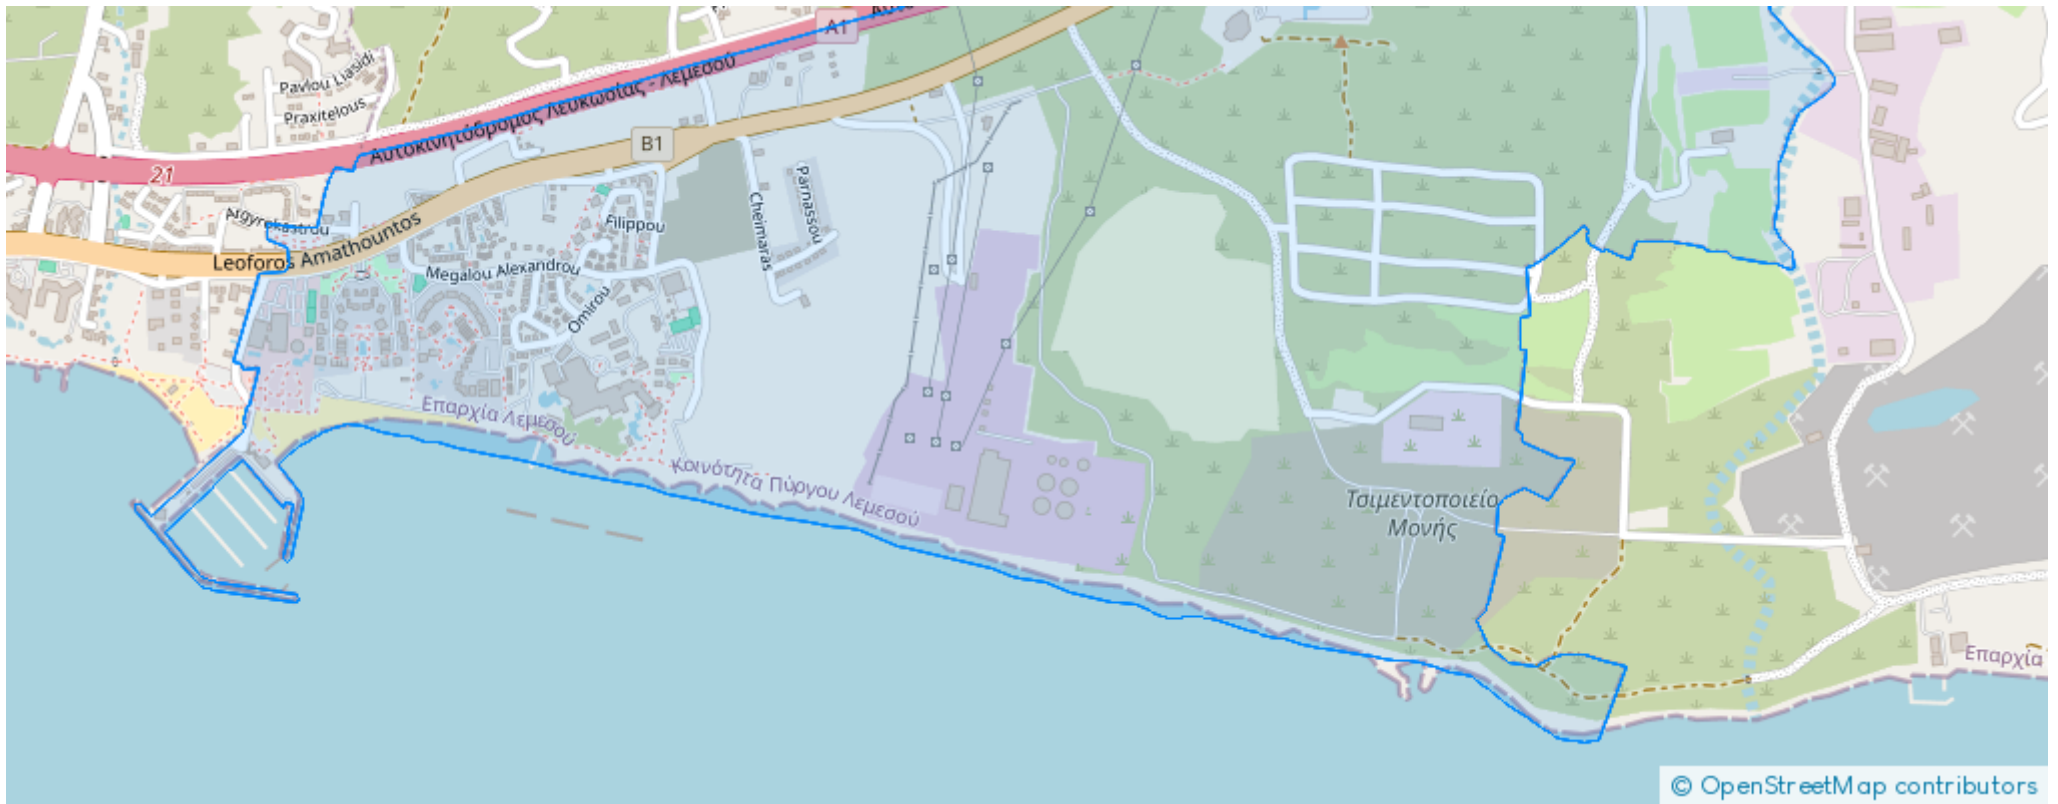 A1
Αυτο
Pavlou Liasidi
Praxitelous
Αυτοκινητόδρομος Λευκωσίας - Λεμεσού
B1
21
Argyrokastrou
Leoforos Amathountos
Filippou
Parnassou
Cheimaras
Megalou Alexandrou
Omirou
Επαρχία Λεμεσού
Κοινότητα Πύργου Λεμεσού
Τσιμεντοποιείο
Μονής
Επαρχία
© OpenStreetMap contributors